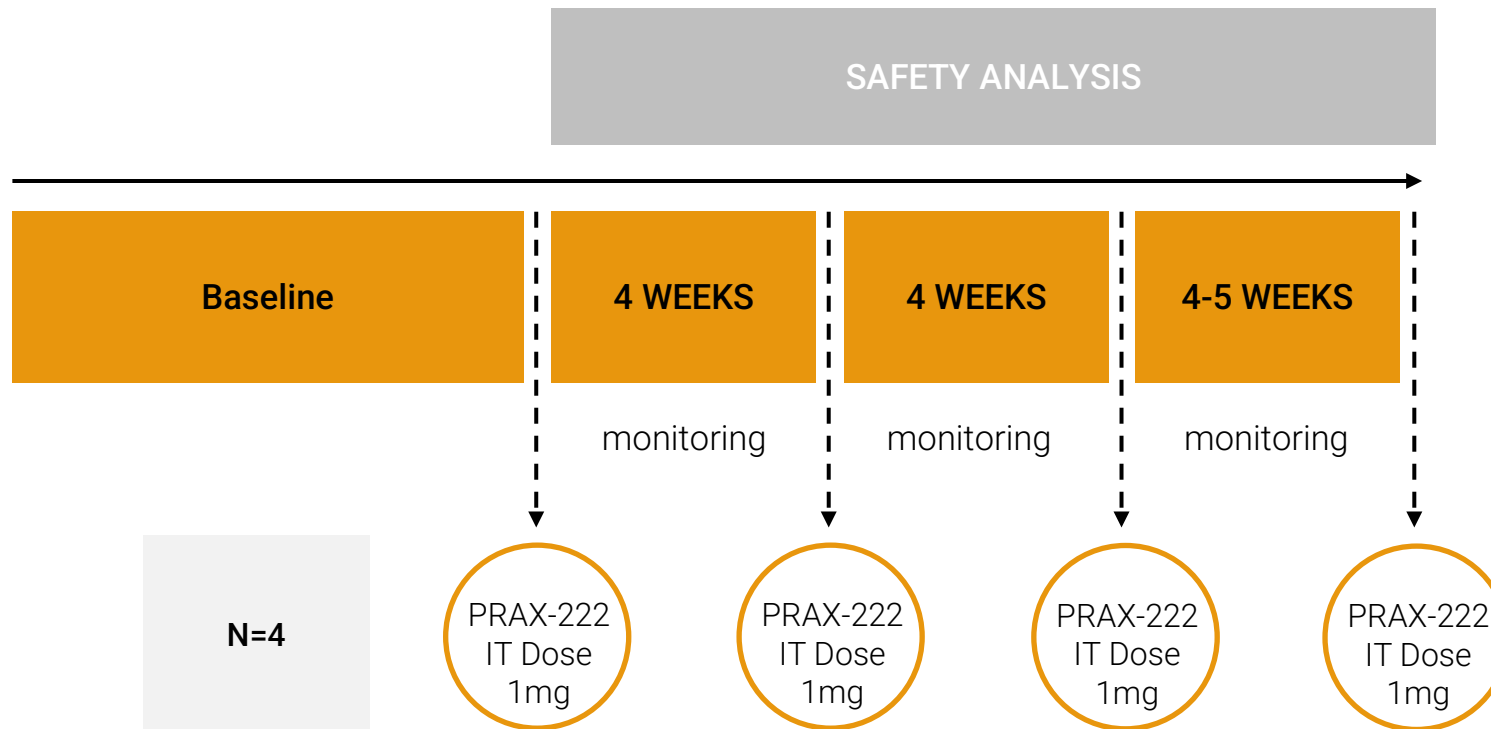 SAFETY ANALYSIS
Baseline
4 WEEKS
4 WEEKS
4-5 WEEKS
monitoring
monitoring
monitoring
N=4
PRAX-222
IT Dose
1mg
PRAX-222
IT Dose
1mg
PRAX-222
IT Dose
1mg
PRAX-222
IT Dose
1mg